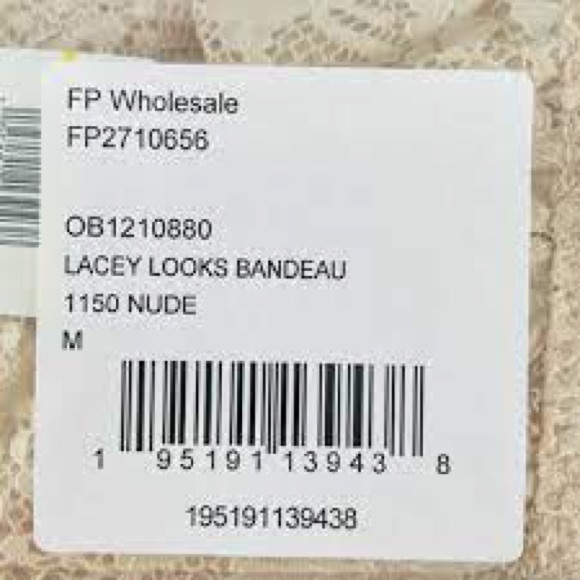 FP Wholesale
FP2710656
OB1210880
LACEY LOOKS BANDEAU
1150 NUDE
M
1 95191 13943 8
195191139438